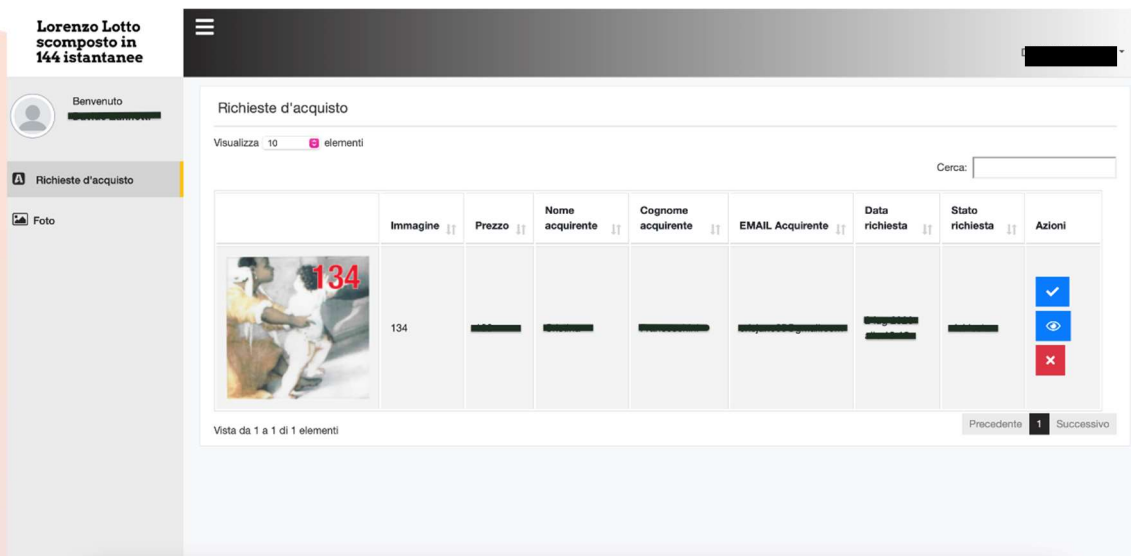 Lorenzo Lotto
scomposto in
144 istantanee
Benvenuto
Richieste d'acquisto
Foto
Richieste d'acquisto
Visualizza 10 elementi
Cerca:
Immagine
Prezzo
Nome
acquirente
Cognome
acquirente
EMAIL Acquirente
Data
richiesta
Stato
richiesta
Azioni
134
134
Vista da 1 a 1 di 1 elementi
Precedente 1 Successivo